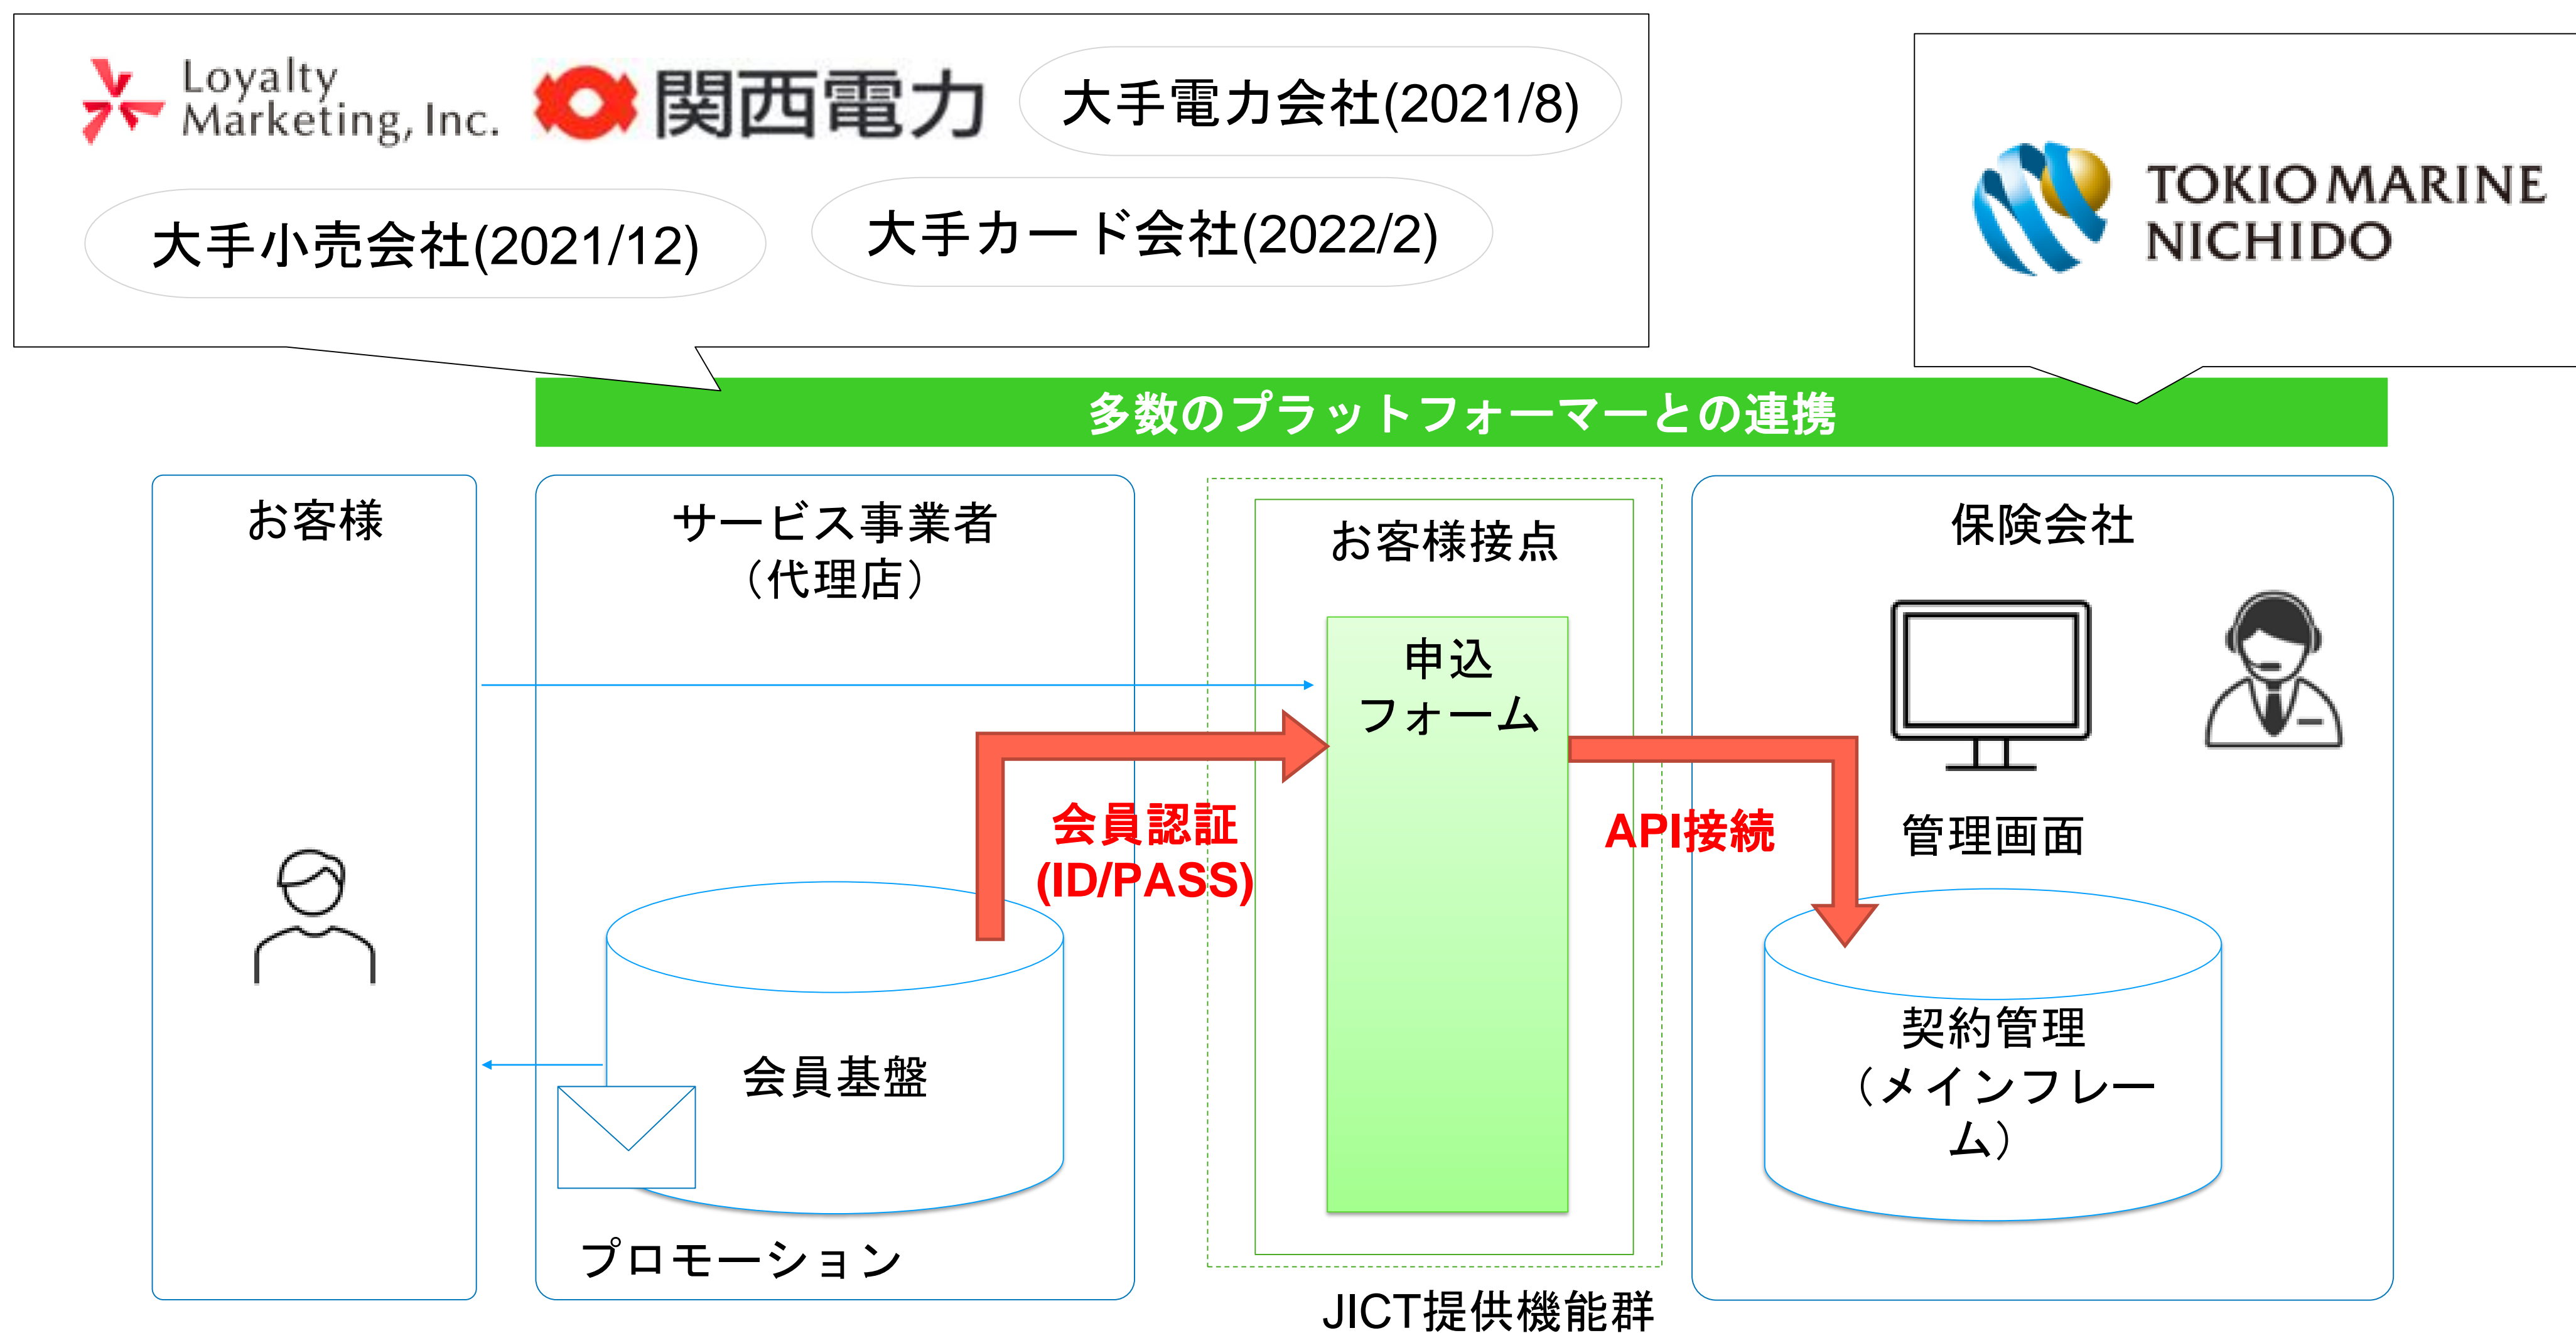 Loyalty
Marketing, Inc.
関西電力
大手電力会社(2021/8)
大手小売会社(2021/12)
大手カード会社(2022/2)
TOKIO MARINE
NICHIDO
多数のプラットフォーマーとの連携
お客様
サービス事業者
（代理店）
お客様接点
保険会社
申込
フォーム
会員認証
(ID/PASS)
API接続
管理画面
会員基盤
契約管理
（メインフレー
ム）
プロモーション
JICT提供機能群